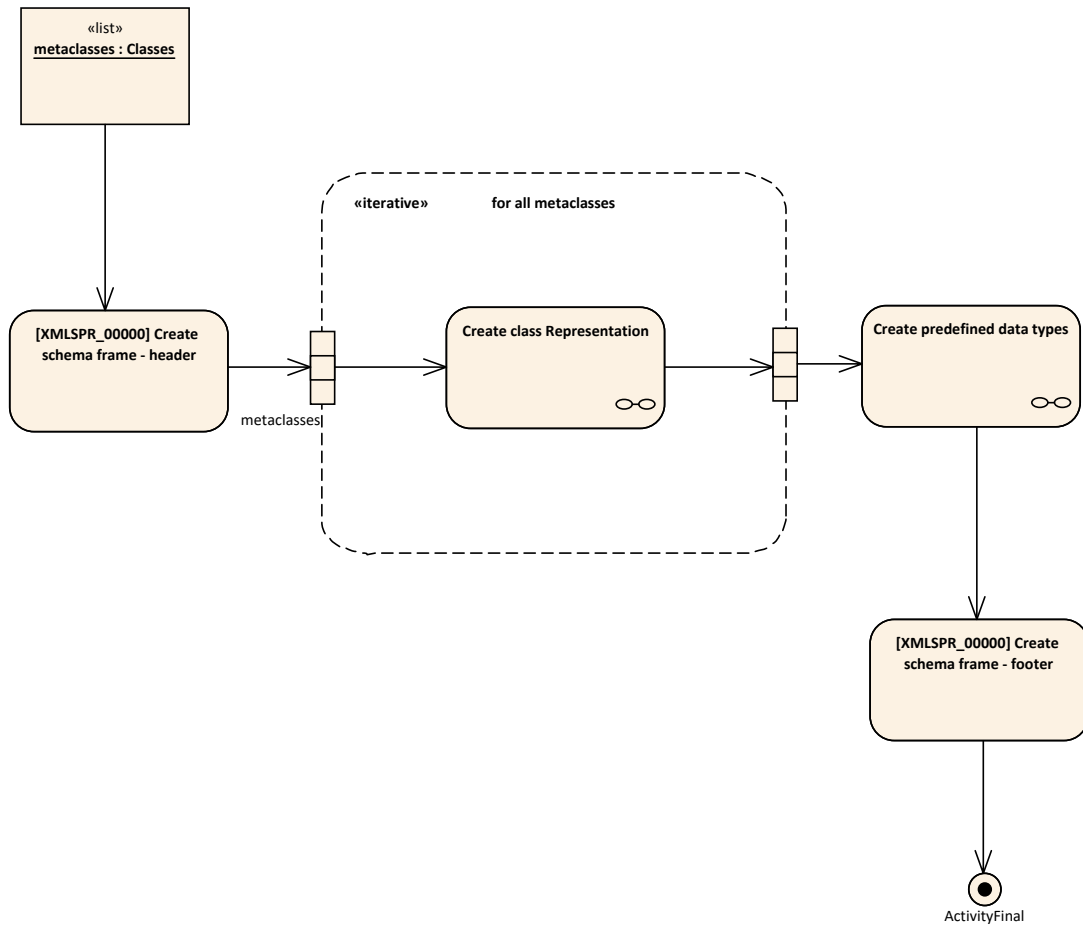 «list»
metaclasses : Classes
«iterative» for all metaclasses
[XMLSPR_00000] Create
schema frame - header
metaclasses
Create class Representation
Create predefined data types
[XMLSPR_00000] Create
schema frame - footer
ActivityFinal